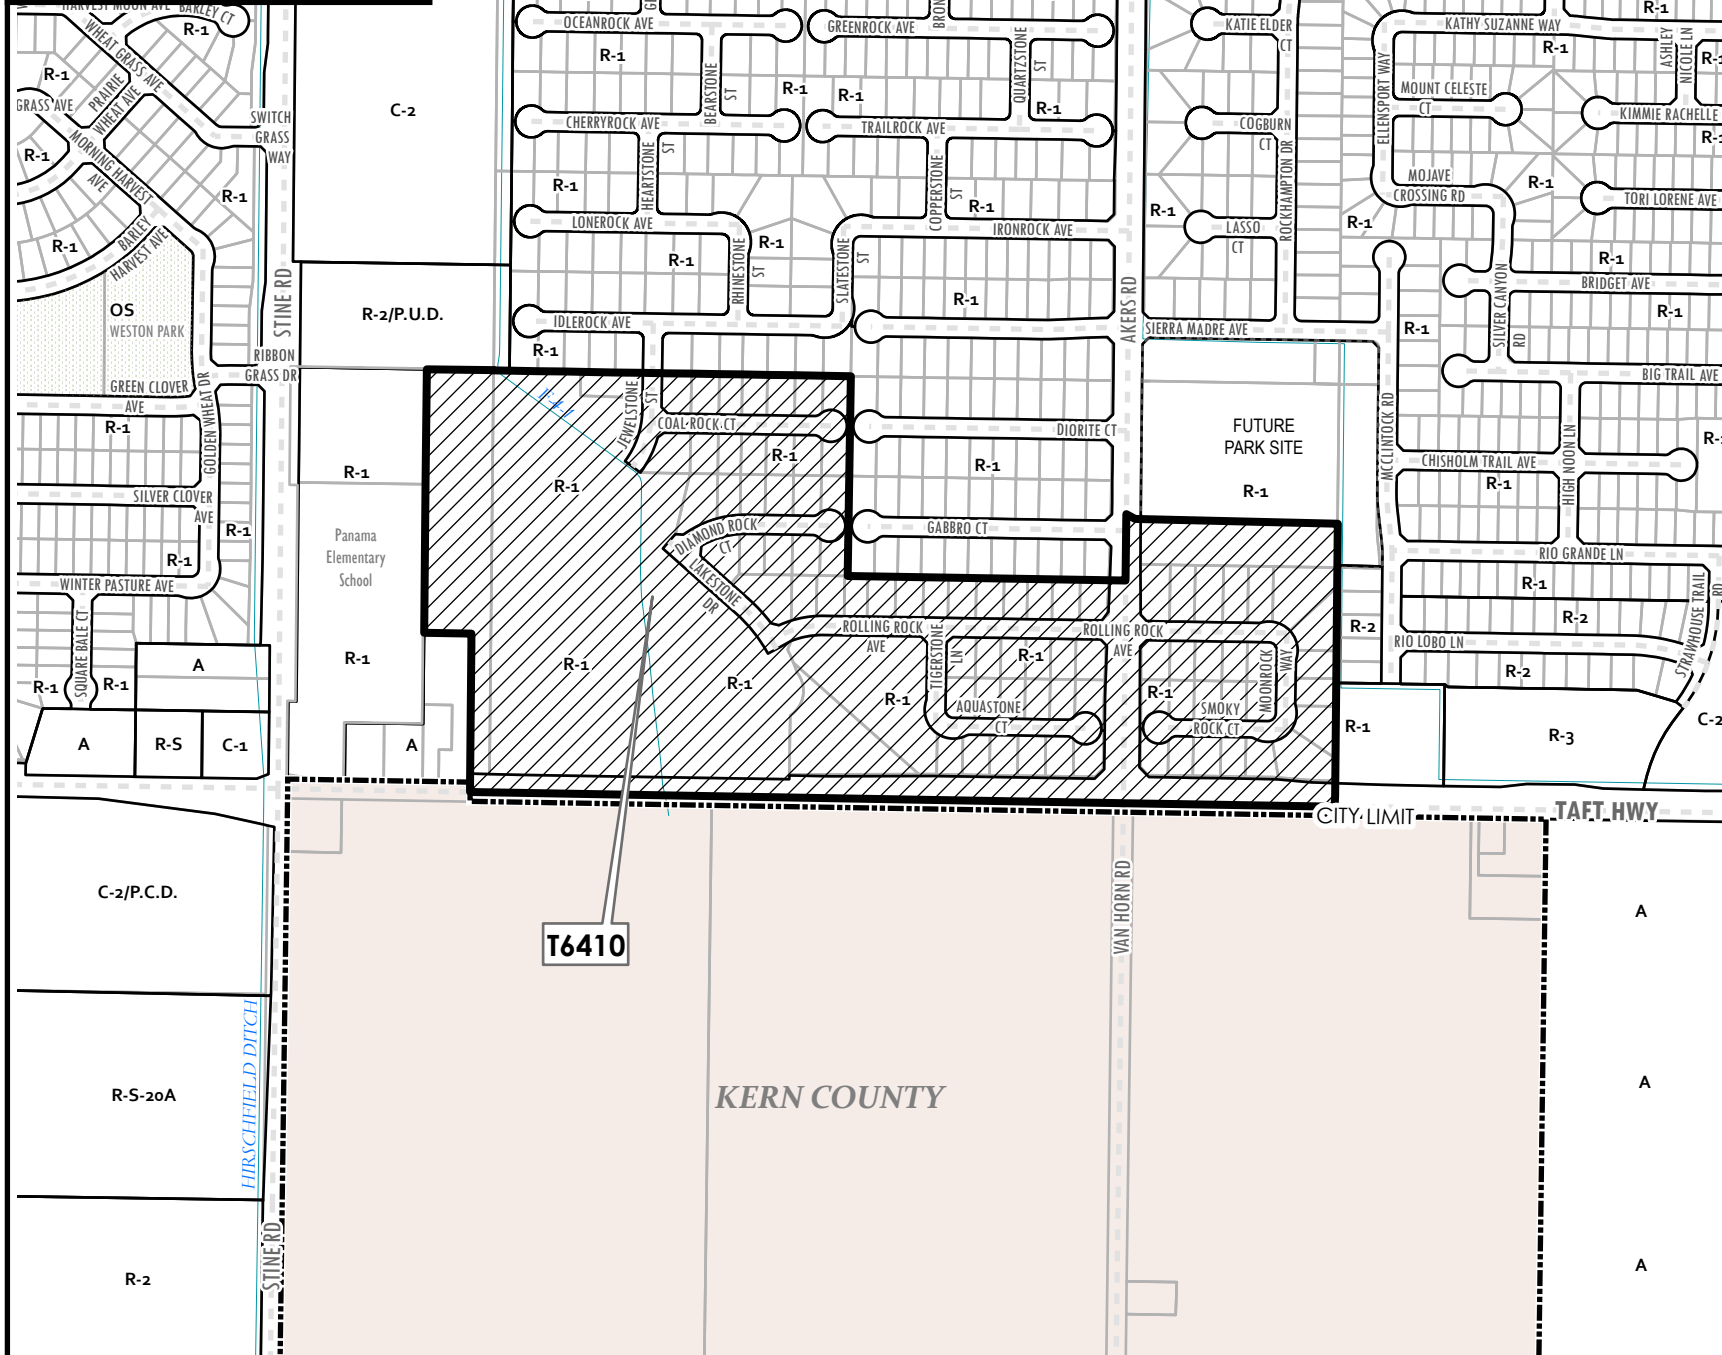 HARVEST MOON AVE
BARLEY CT
R-1
WHEAT GRASS AVE
R-1
PRAIRIE
WHEAT AVE
GRASS AVE
SWITCH
GRASS
WAY
R-1
MORNING HARVEST
AVE
R-1
BARLEY
HARVEST AVE
R-1
OS
WESTON PARK
STINE RD
RIBBON
GRASS DR
GREEN CLOVER
AVE
GOLDEN WHEAT DR
R-1
SILVER CLOVER
AVE
R-1
R-1
WINTER PASTURE AVE
SQUARE BALE CT
R-1
R-1
A
A
R-S
C-1
C-2
R-2/P.U.D.
R-1
Panama
Elementary
School
R-1
A
OCEANROCK AVE
GREENROCK AVE
R-1
BEARSTONE
ST
R-1
R-1
QUARTZSTONE
ST
R-1
CHERRYROCK AVE
TRAILROCK AVE
HEARTSTONE
ST
R-1
COPPERSTONE
ST
R-1
LONEROCK AVE
IRONROCK AVE
R-1
RHINESTONE
ST
R-1
SLATESTONE
ST
R-1
IDLEROCK AVE
R-1
AKERS RD
JEWELSTONE
ST
COAL ROCK CT
R-1
R-1
DIORITE CT
R-1
GABBRO CT
DIAMOND ROCK
CT
LAKESTONE
DR
ROLLING ROCK
AVE
ROLLING ROCK
AVE
TIGERSTONE
LN
R-1
R-1
R-1
R-1
R-1
AQUASTONE
CT
SMOKY
ROCK CT
MOONROCK
WAY
KATIE ELDER
CT
COGBURN
CT
ROCKHAMPTON DR
R-1
LASSO
CT
SIERRA MADRE AVE
FUTURE
PARK SITE
R-1
KATHY SUZANNE WAY
R-1
R-1
ASHLEY
NICOLE LN
ELLENSPORT WAY
MOUNT CELESTE
CT
KIMMIE RACHELLE
MOJAVE
CROSSING RD
R-1
R-1
TORI LORENE AVE
R-1
BRIDGET AVE
SILVER CANYON
RD
R-1
R-1
BIG TRAIL AVE
MCCLINTOCK RD
CHISHOLM TRAIL AVE
R-1
HIGH NOON LN
RIO GRANDE LN
R-1
R-2
R-2
RIO LOBO LN
R-2
STRAWHOUSE TRAIL
RD
R-1
R-3
C-2
CITY LIMIT
TAFT HWY
C-2/P.C.D.
T6410
VAN HORN RD
A
HIRSCHFIELD DITCH
R-S-20A
KERN COUNTY
A
STINE RD
R-2
A